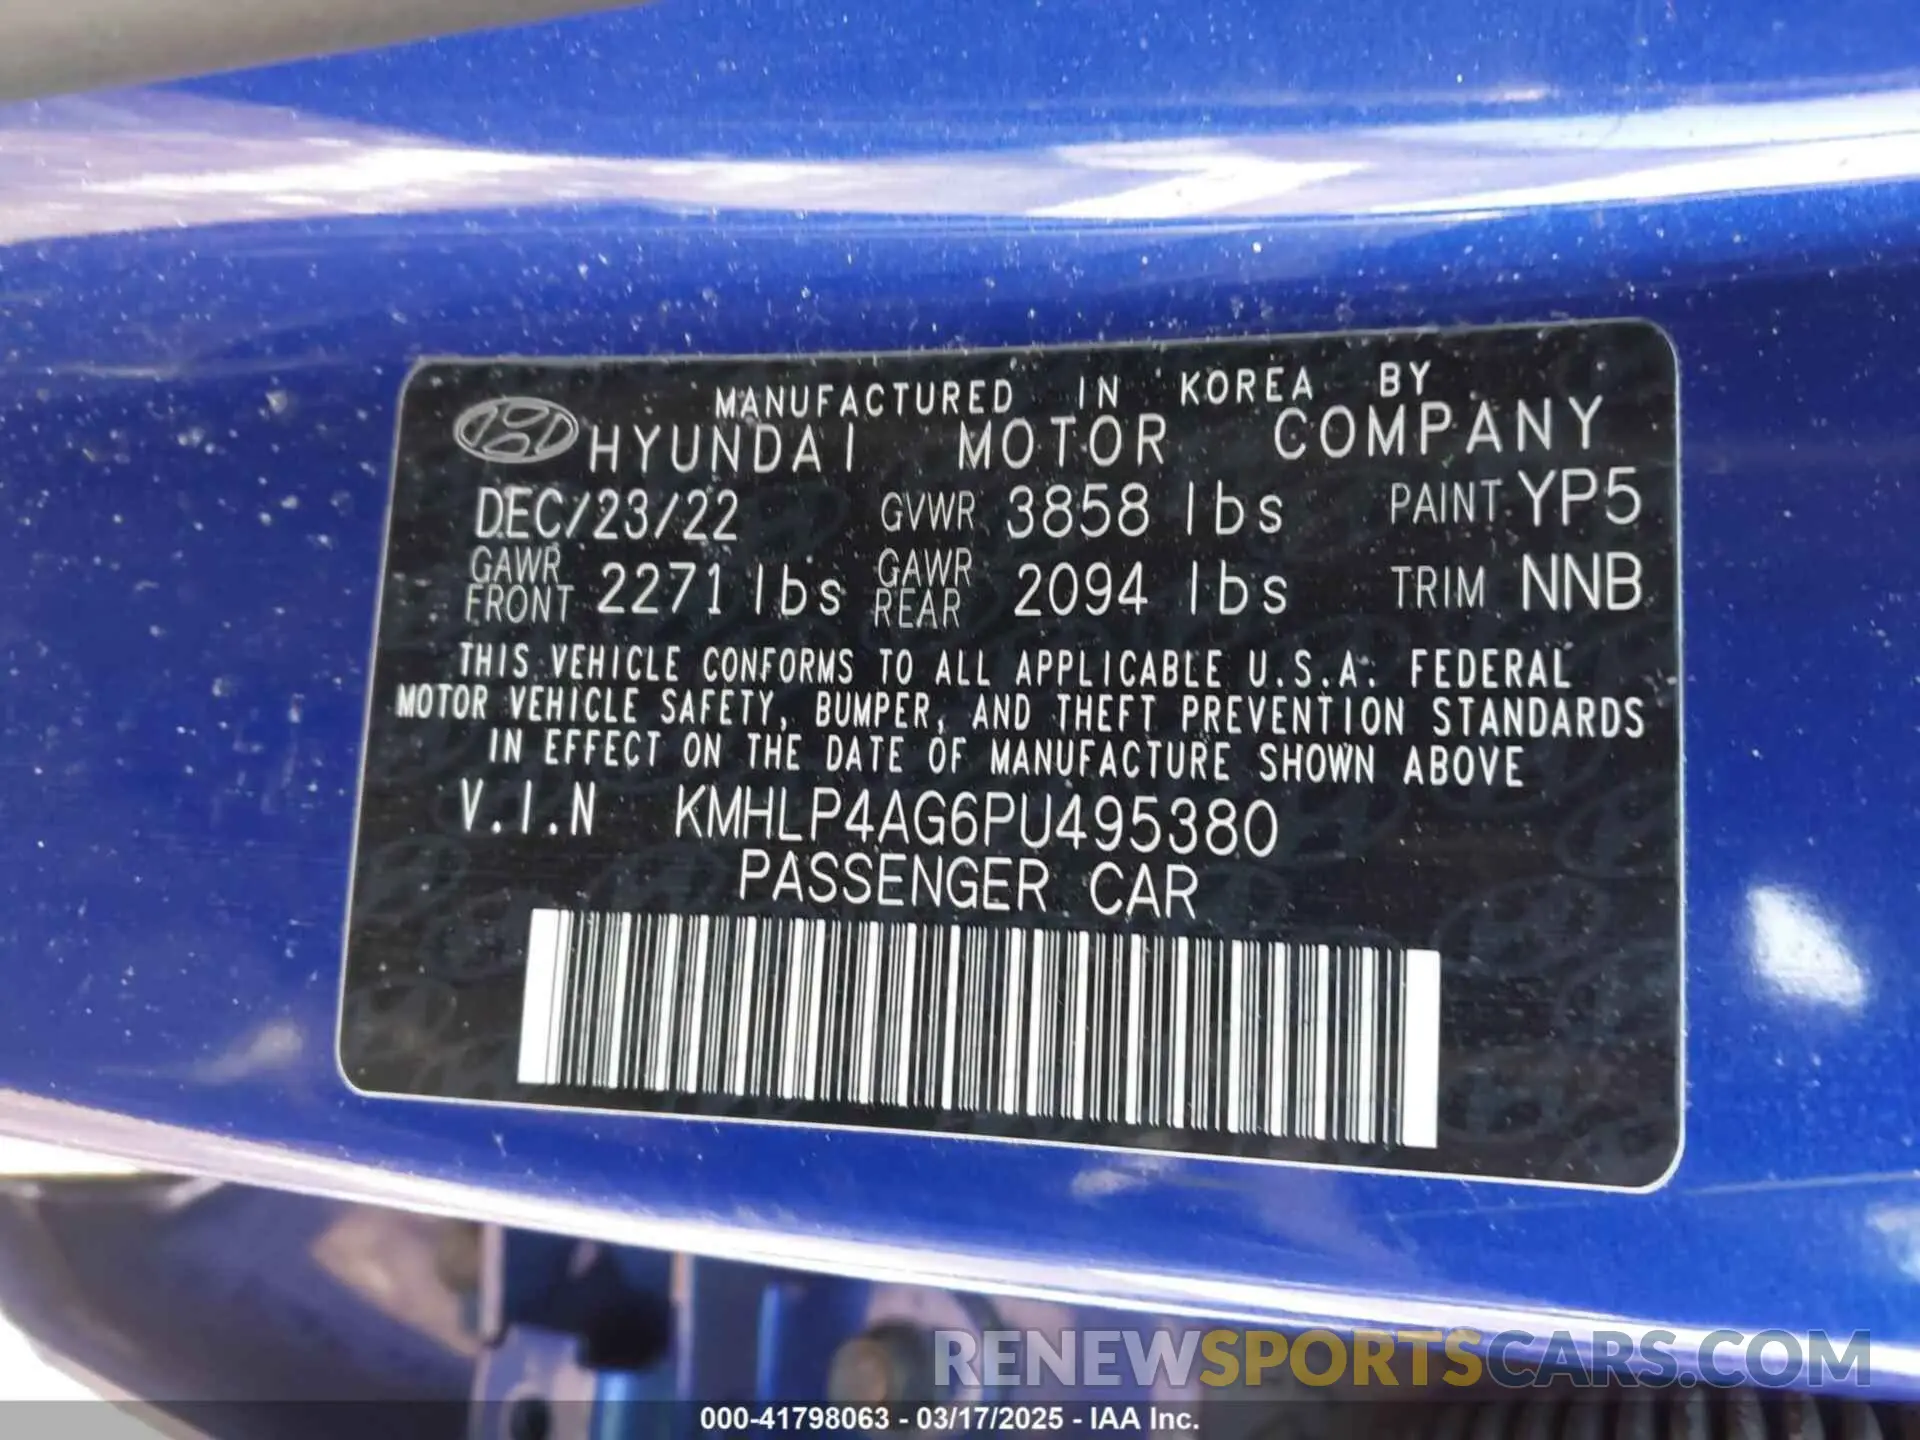 MANUFACTURED IN KOREA BY
HYUNDAI MOTOR COMPANY
DEC/23/22 GVWR 3858 lbs PAINT YP5
GAWR FRONT 2271 lbs GAWR REAR 2094 lbs TRIM NNB
THIS VEHICLE CONFORMS TO ALL APPLICABLE U.S.A. FEDERAL
MOTOR VEHICLE SAFETY, BUMPER, AND THEFT PREVENTION STANDARDS
IN EFFECT ON THE DATE OF MANUFACTURE SHOWN ABOVE
V.I.N KMHLP4AG6PU495380
PASSENGER CAR
RENEWSPORTSCARS.COM
000-41798063 - 03/17/2025 - IAA Inc.